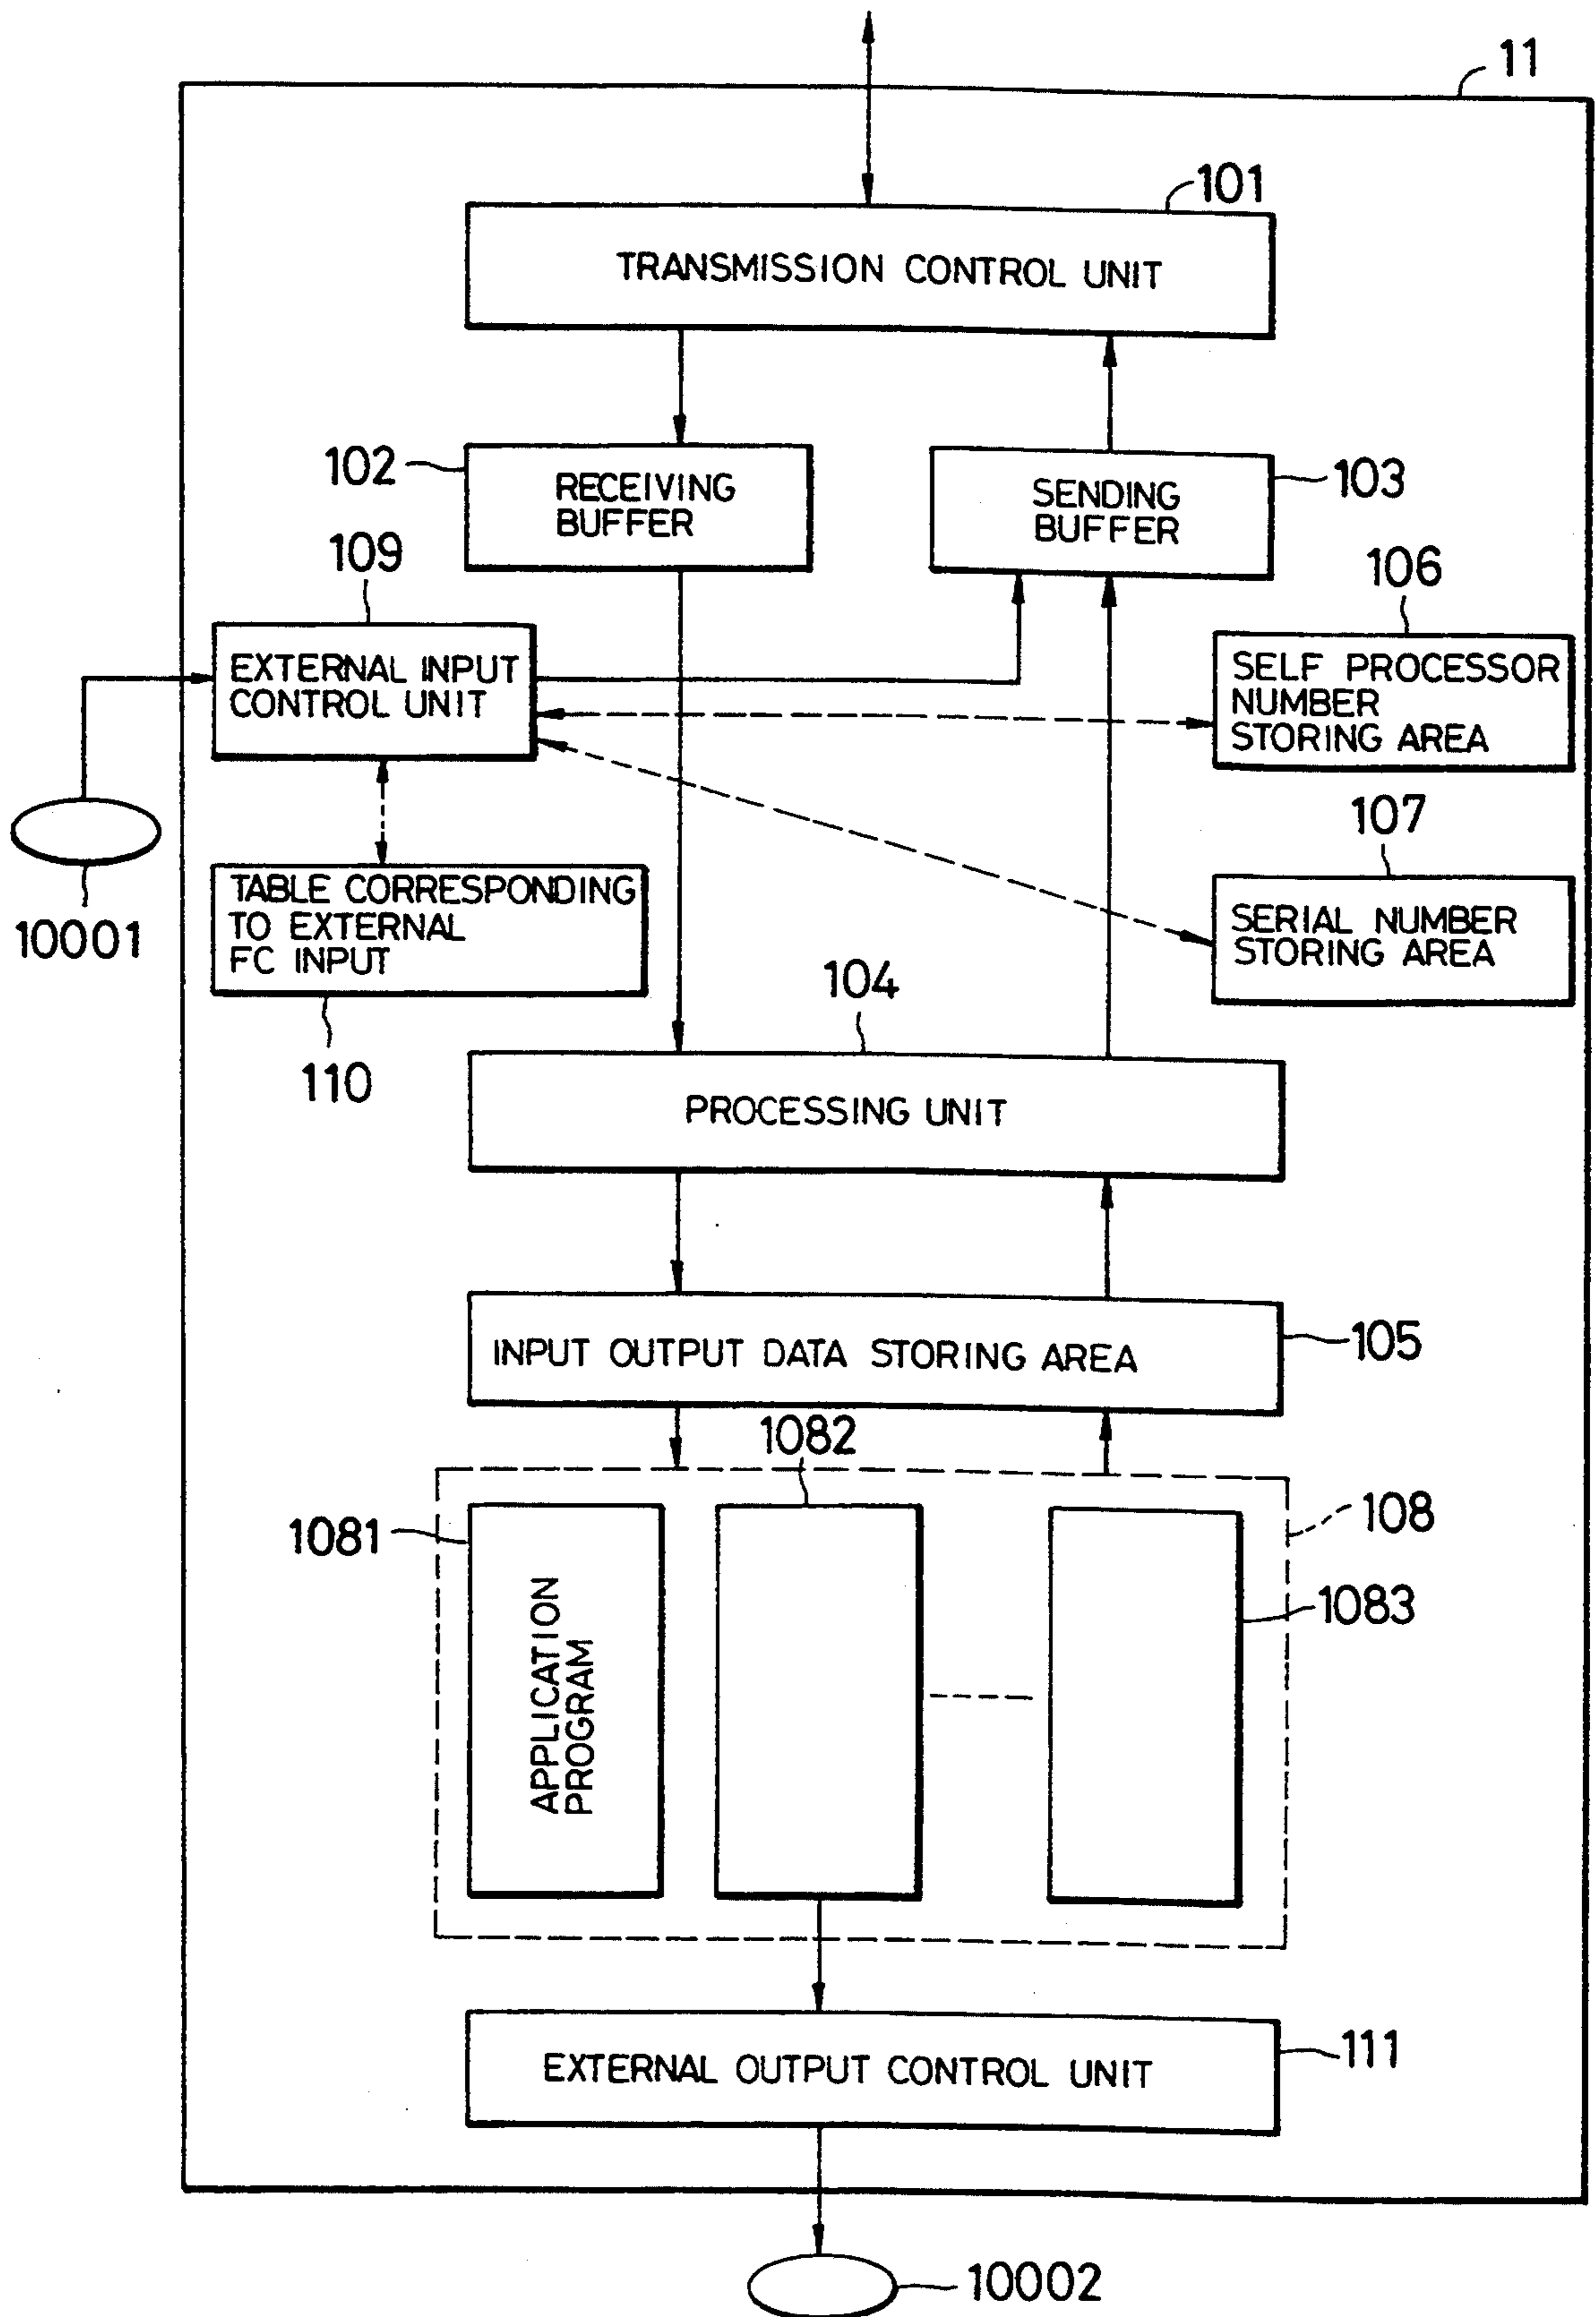 11
101
TRANSMISSION CONTROL UNIT
102
RECEIVING
BUFFER
SENDING
BUFFER
103
109
106
EXTERNAL INPUT
CONTROL UNIT
SELF PROCESSOR
NUMBER
STORING AREA
10001
TABLE CORRESPONDING
TO EXTERNAL
FC INPUT
110
107
SERIAL NUMBER
STORING AREA
104
PROCESSING UNIT
INPUT OUTPUT DATA STORING AREA
105
1082
1081
APPLICATION
PROGRAM
108
1083
EXTERNAL OUTPUT CONTROL UNIT
111
10002